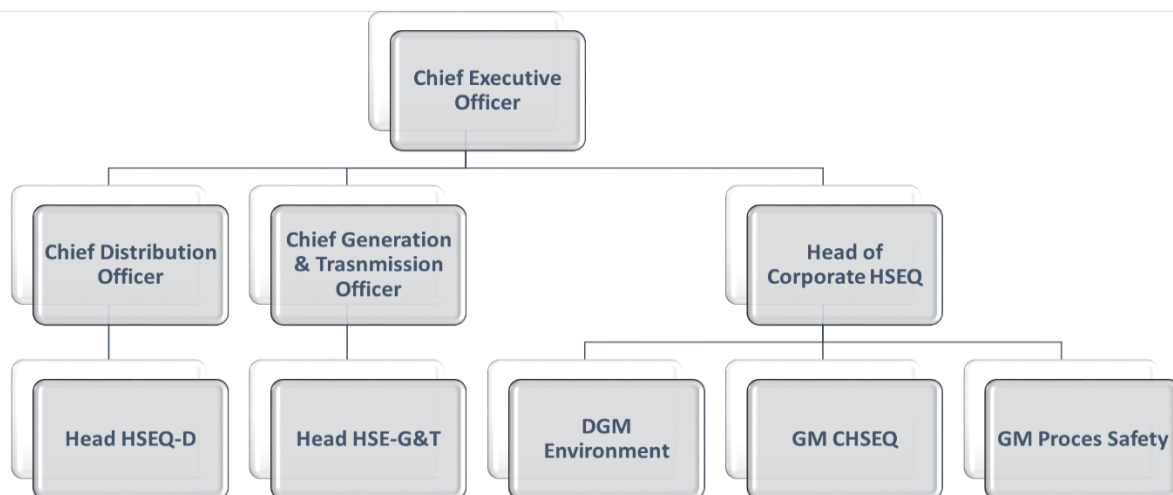 Chief Executive
Officer
Chief Distribution
Officer
Chief Generation
& Trasnmission
Officer
Head of
Corporate HSEQ
Head HSEQ-D
Head HSE-G&T
DGM
Environment
GM CHSEQ
GM Proces Safety